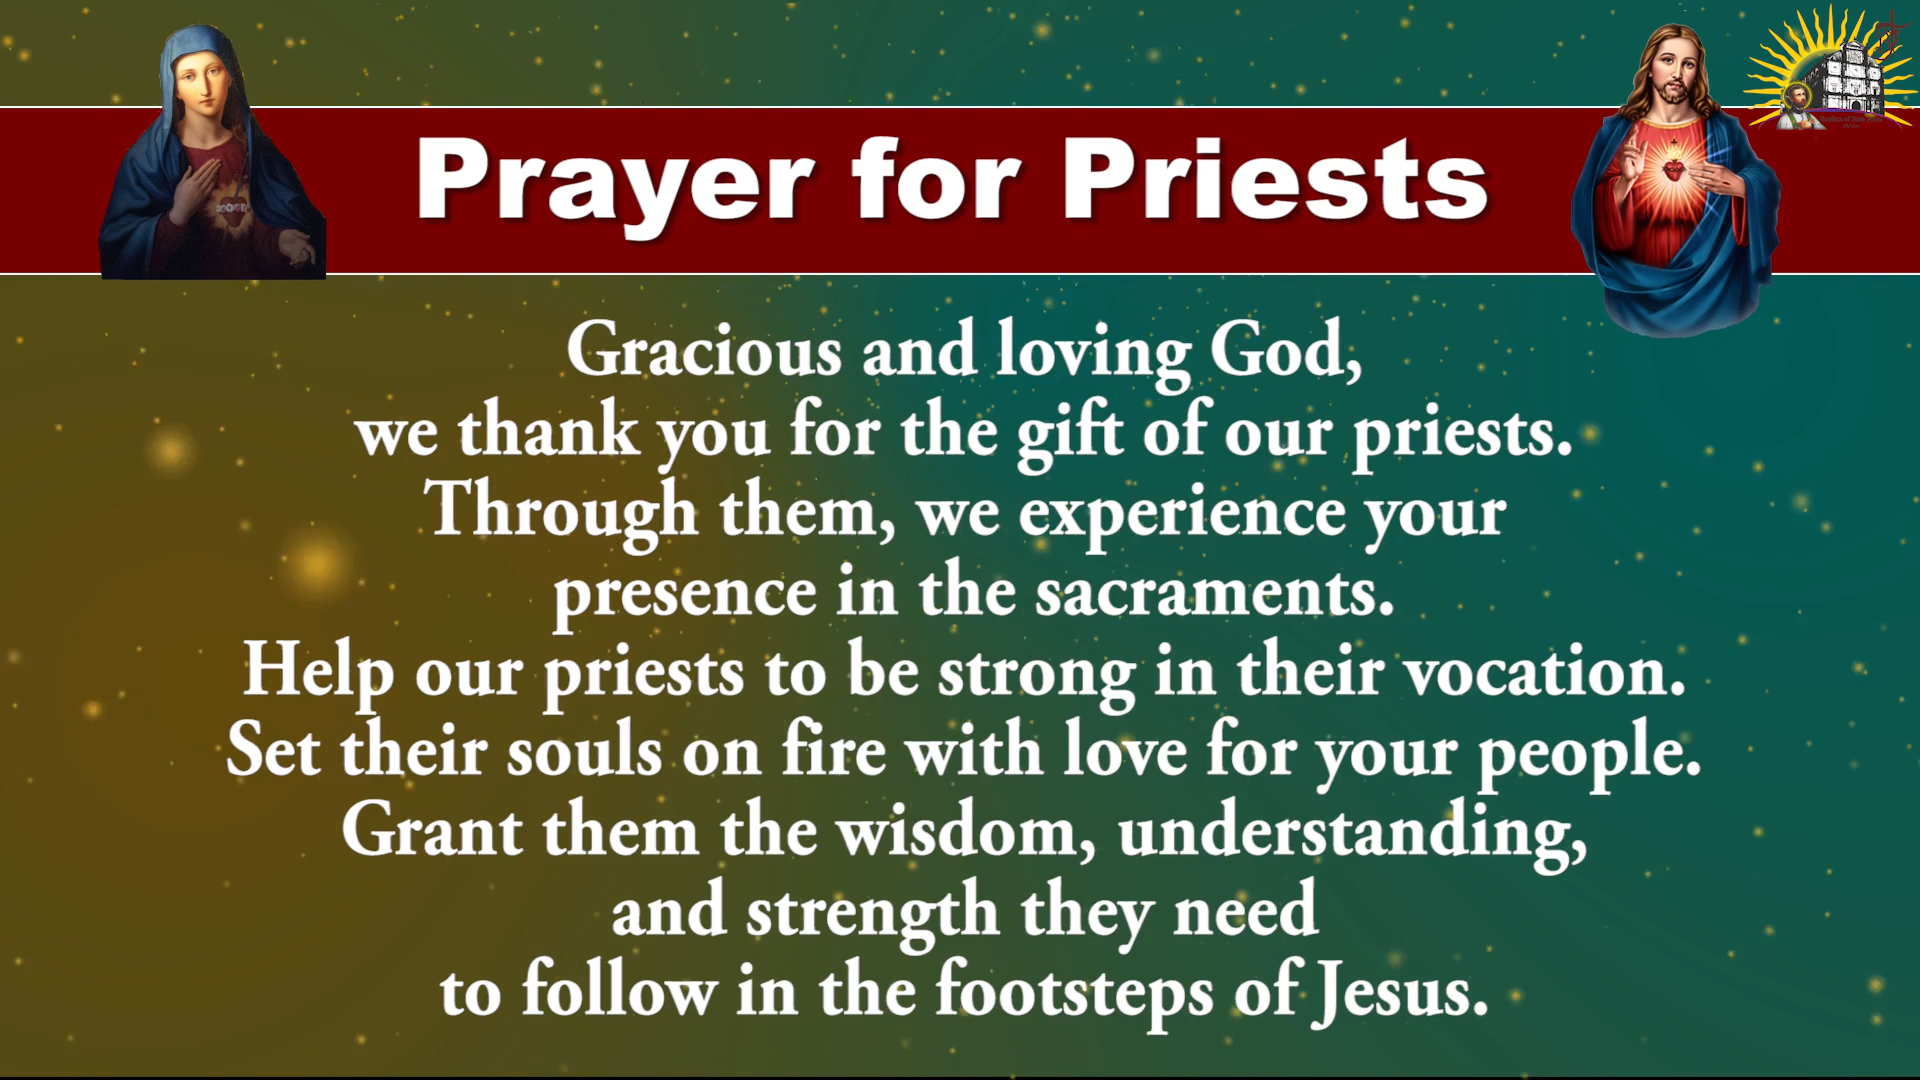 Prayer for Priests
Gracious and loving God,
we thank you for the gift of our priests.
Through them, we experience your
presence in the sacraments.
Help our priests to be strong in their vocation.
Set their souls on fire with love for your people.
Grant them the wisdom, understanding,
and strength they need
to follow in the footsteps of Jesus.